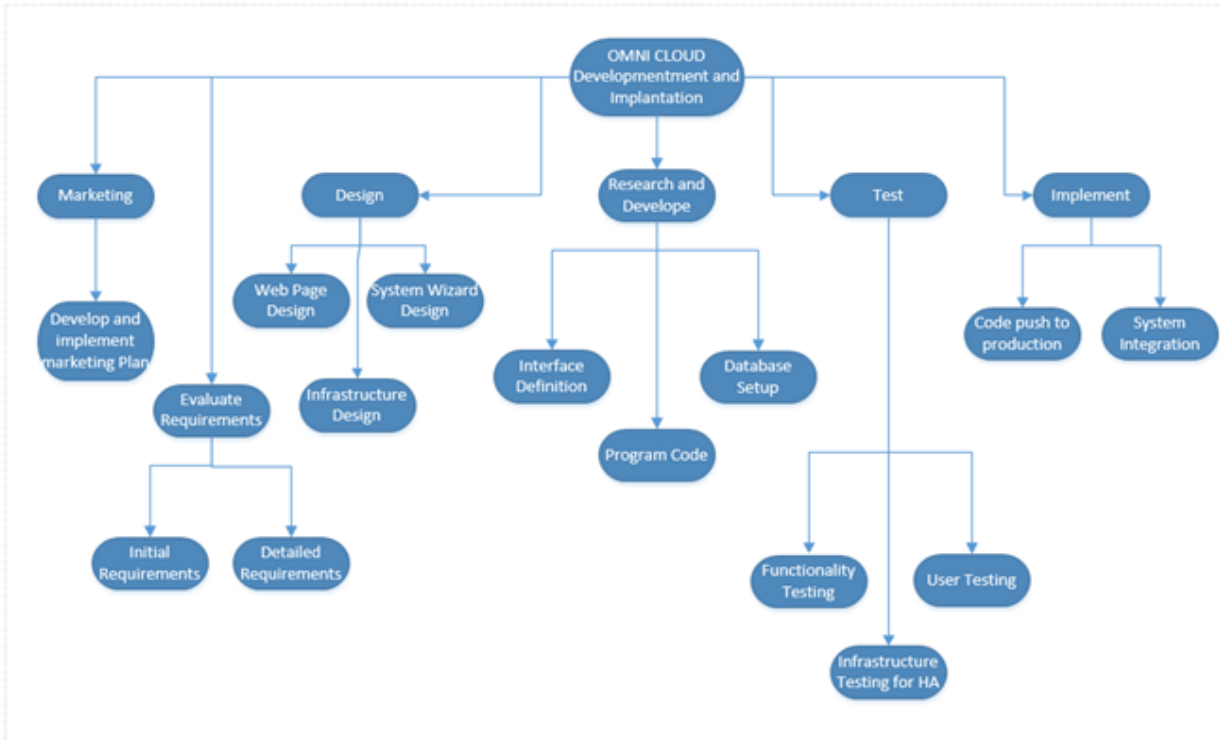 OMNI CLOUD
Developmentment and
Implantation
Marketing
Design
Research and
Develope
Test
Implement
Develop and
implement
marketing Plan
Evaluate
Requirements
Initial
Requirements
Detailed
Requirements
Web Page
Design
System Wizard
Design
Infrastructure
Design
Interface
Definition
Program Code
Database
Setup
Functionality
Testing
Infrastructure
Testing for HA
User Testing
Code push to
production
System
Integration